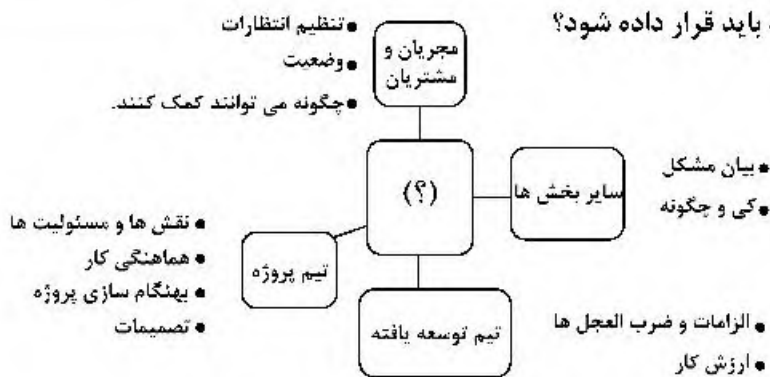 باید قرار داده شود؟
• تنظیم انتظارات
• وضعیت
• چگونه می توانند کمک کنند.
مجریان و
مشتریان
(؟)
سایر بخش ها
• بیان مشکل
• کی و چگونه
• نقش ها و مسئولیت ها
• هماهنگی کار
• بهنگام سازی پروژه
• تصمیمات
تیم پروژه
تیم توسعه یافته
• الزامات و ضرب العجل ها
• ارزش کار